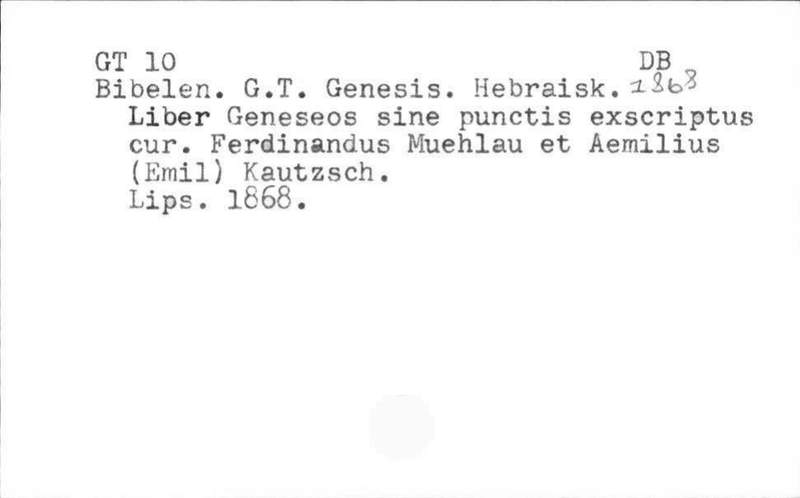 GT 10 DB
Bibelen. G.T. Genesis. Hebraisk. 1868
Liber Geneseos sine punctis exscriptus
cur. Ferdinandus Muehlau et Aemilius
(Emil) Kautzsch.
Lips. 1868.